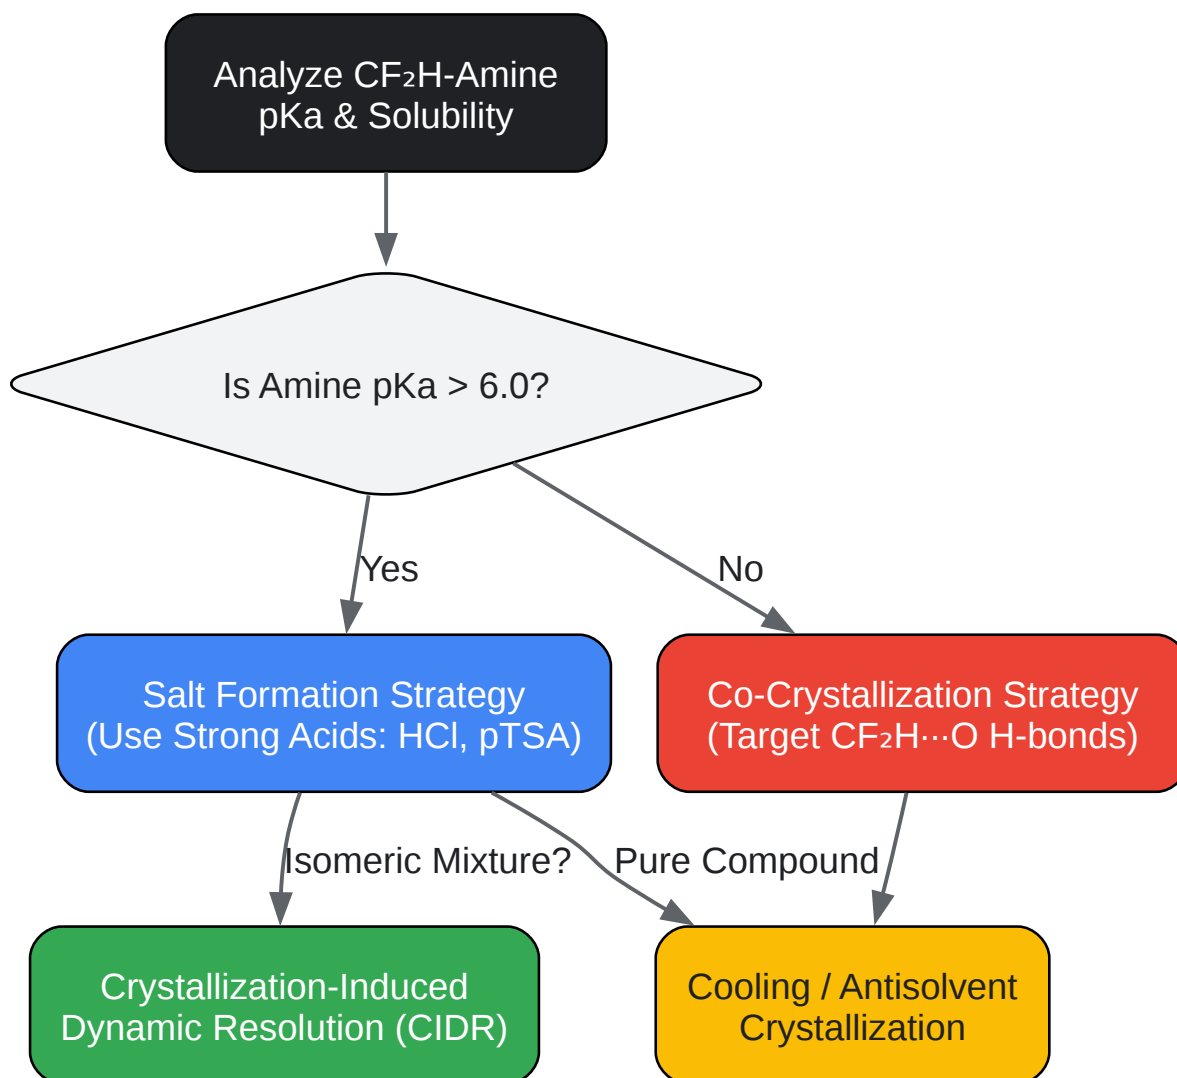 Analyze CF₂H-Amine
pKa & Solubility
Is Amine pKa > 6.0?
Yes
No
Salt Formation Strategy
(Use Strong Acids: HCl, pTSA)
Co-Crystallization Strategy
(Target CF₂H···O H-bonds)
Isomeric Mixture?
Pure Compound
Crystallization-Induced
Dynamic Resolution (CIDR)
Cooling / Antisolvent
Crystallization